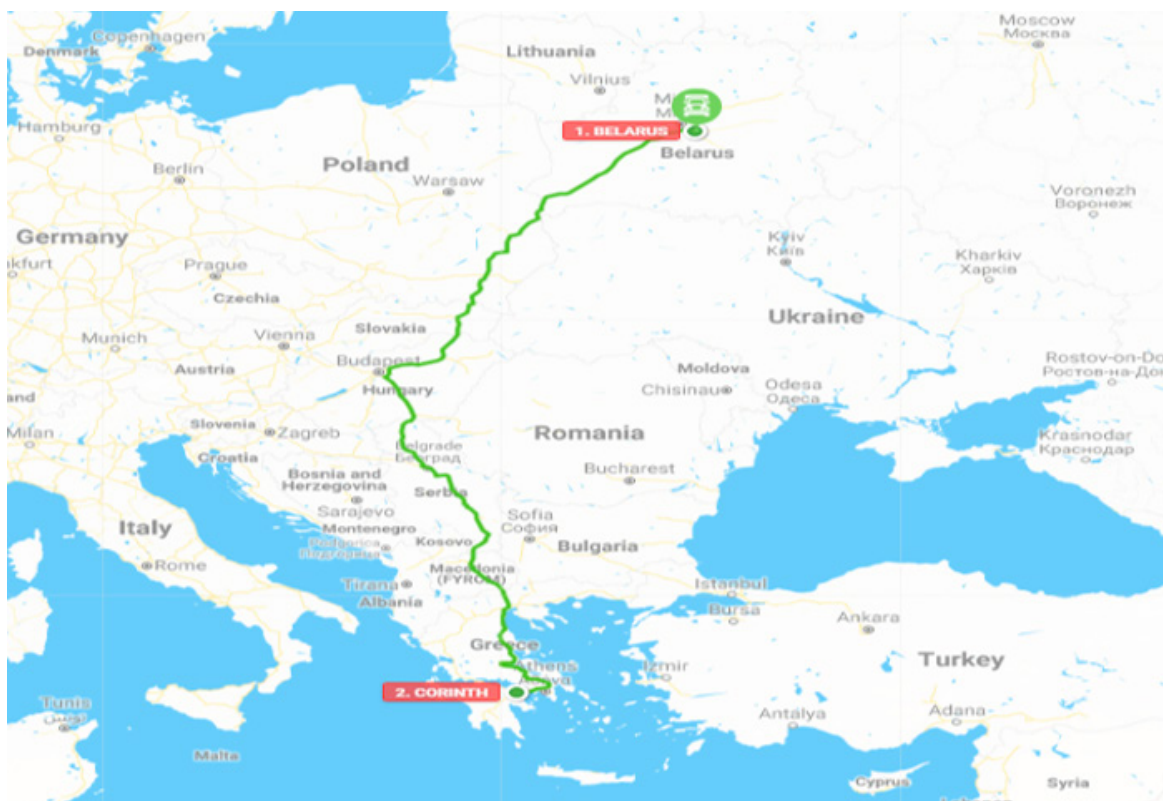 Moscow
Москва
Copenhagen
Denmark
Lithuania
Vilnius
Hamburg
1. BELARUS
Belarus
Poland
Berlin
Warsaw
Voronezh
Воронеж
Germany
Kyiv
Київ
Kharkiv
Харків
Prague
Czechia
Ukraine
Slovakia
Munich
Vienna
Budapest
Austria
Hungary
Moldova
Chisinau
Odesa
Одеса
Rostov-on-Do
Ростов-на-До
Slovenia
Zagreb
Milan
Croatia
Belgrade
Београд
Romania
Krasnodar
Краснодар
Bosnia and
Herzegovina
Bucharest
Serbia
Sarajevo
Italy
Montenegro
Podgorica
Подгорица
Kosovo
Sofia
София
Bulgaria
Rome
Macedonia
(FYROM)
Tirana
Albania
Istanbul
Bursa
Ankara
Greece
Athens
Izmir
Turkey
2. CORINTH
Tunis
تونس
Antalya
Adana
Malta
Cyprus
Syria